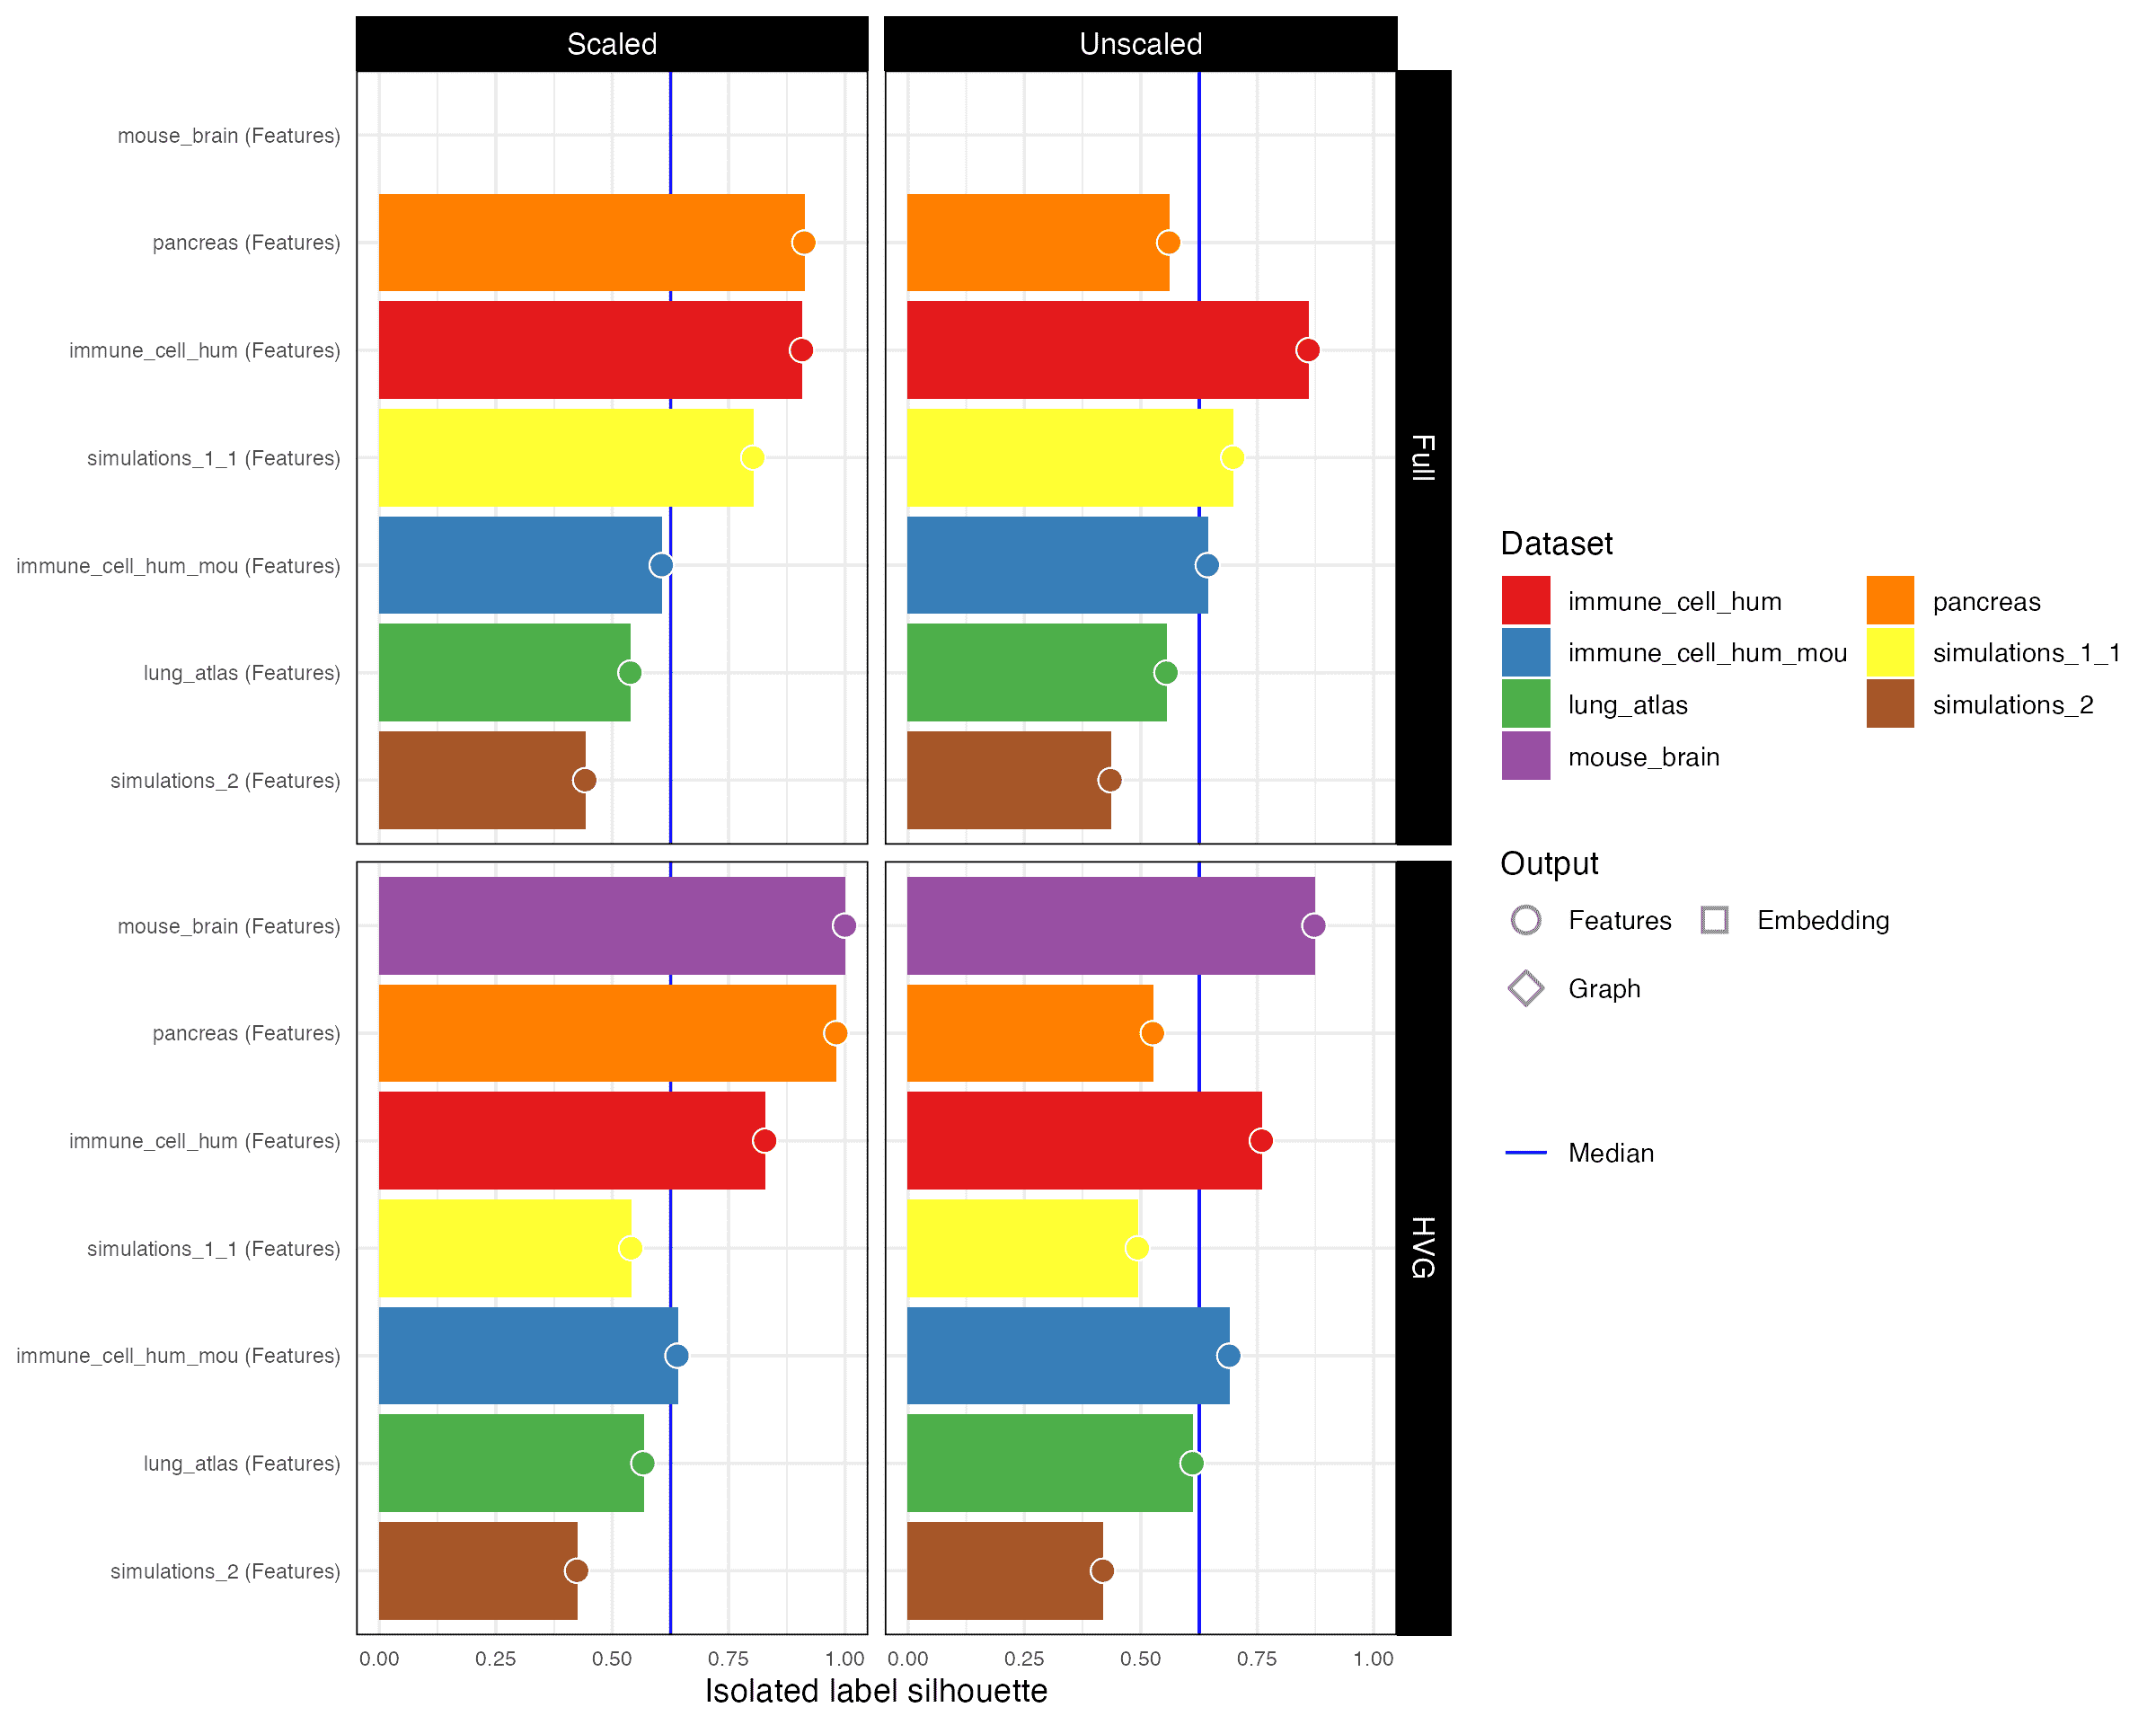 Scaled
Unscaled
mouse_brain (Features)
pancreas (Features)
immune_cell_hum (Features)
simulations_1_1 (Features)
immune_cell_hum_mou (Features)
lung_atlas (Features)
simulations_2 (Features)
Full
mouse_brain (Features)
pancreas (Features)
immune_cell_hum (Features)
simulations_1_1 (Features)
immune_cell_hum_mou (Features)
lung_atlas (Features)
simulations_2 (Features)
HVG
0.00 0.25 0.50 0.75 1.00 0.00 0.25 0.50 0.75 1.00
Isolated label silhouette
Dataset
immune_cell_hum pancreas
immune_cell_hum_mou simulations_1_1
lung_atlas simulations_2
mouse_brain
Output
Features Embedding
Graph
Median